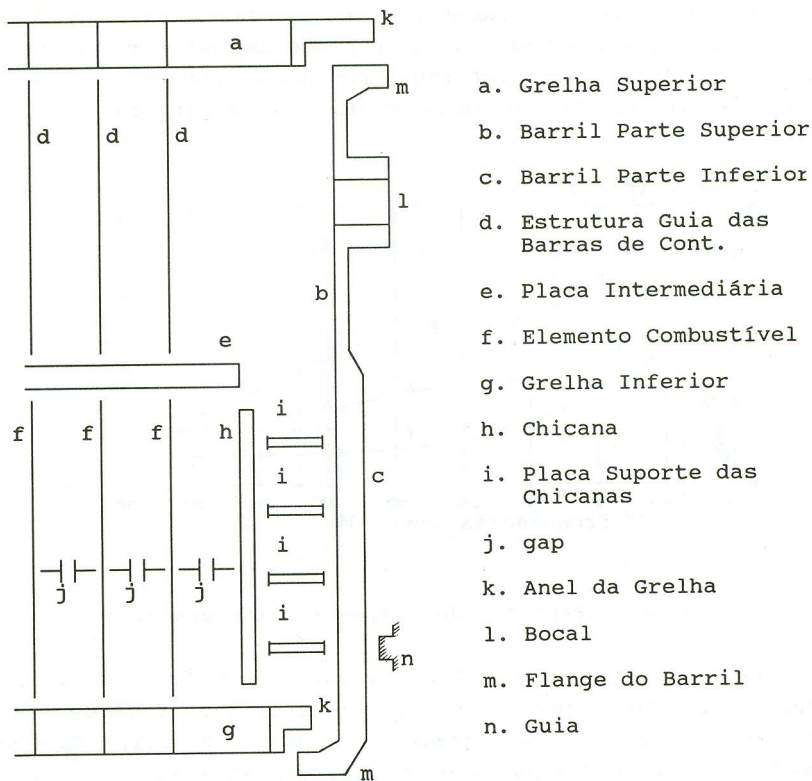 k
a
m
d d d
l
b
e
i
f f f h
i
c
i
j j j
i
n
k
g
m
a. Grelha Superior
b. Barril Parte Superior
c. Barril Parte Inferior
d. Estrutura Guia das
Barras de Cont.
e. Placa Intermediária
f. Elemento Combustível
g. Grelha Inferior
h. Chicana
i. Placa Suporte das
Chicanas
j. gap
k. Anel da Grelha
l. Bocal
m. Flange do Barril
n. Guia